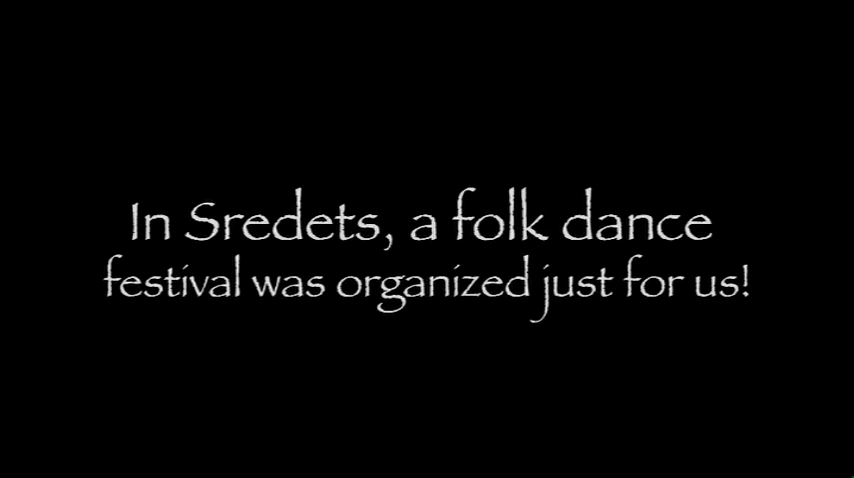 In Sredets, a folk dance
festival was organized just for us!